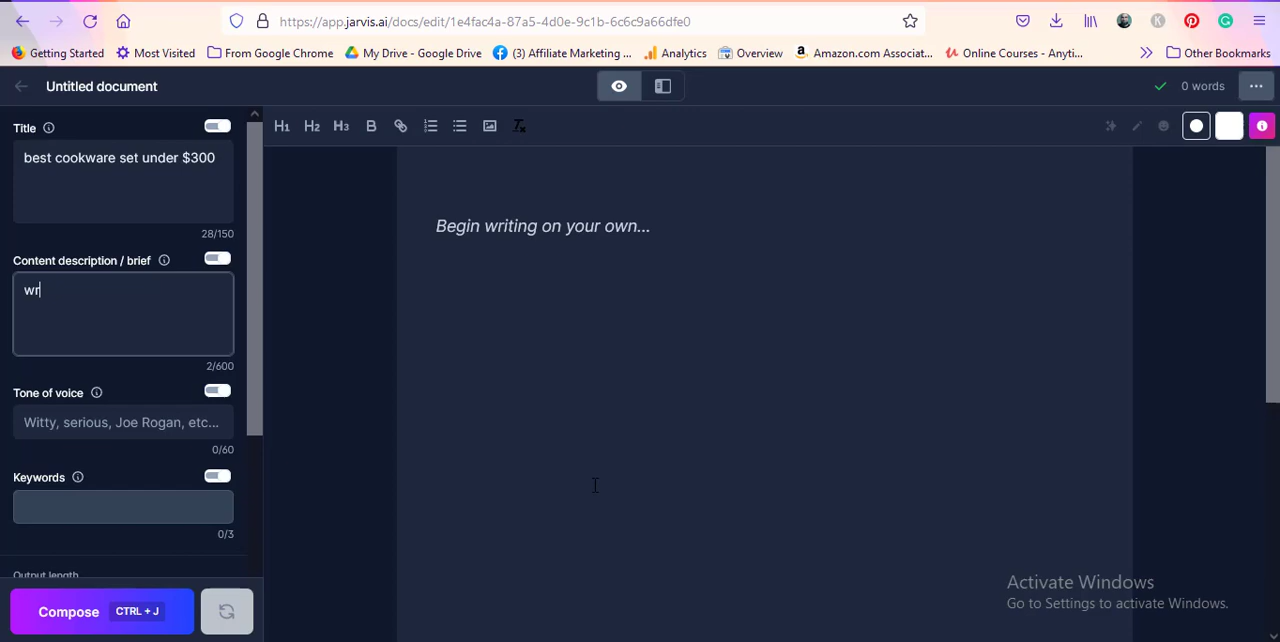 https://app.jarvis.ai/docs/edit/1e4fac4a-87a5-4d0e-9c1b-6c6c9a66dfe0
Getting Started Most Visited From Google Chrome My Drive - Google Drive (3) Affiliate Marketing ... Analytics Overview Amazon.com Associat... Online Courses - Anyti... Other Bookmarks
Untitled document 0 words
Title
H1 H2 H3 B
best cookware set under $300
28/150
Begin writing on your own...
Content description / brief
wr
2/600
Tone of voice
Witty, serious, Joe Rogan, etc...
0/60
Keywords
0/3
Output length
Activate Windows
Go to Settings to activate Windows.
Compose CTRL + J